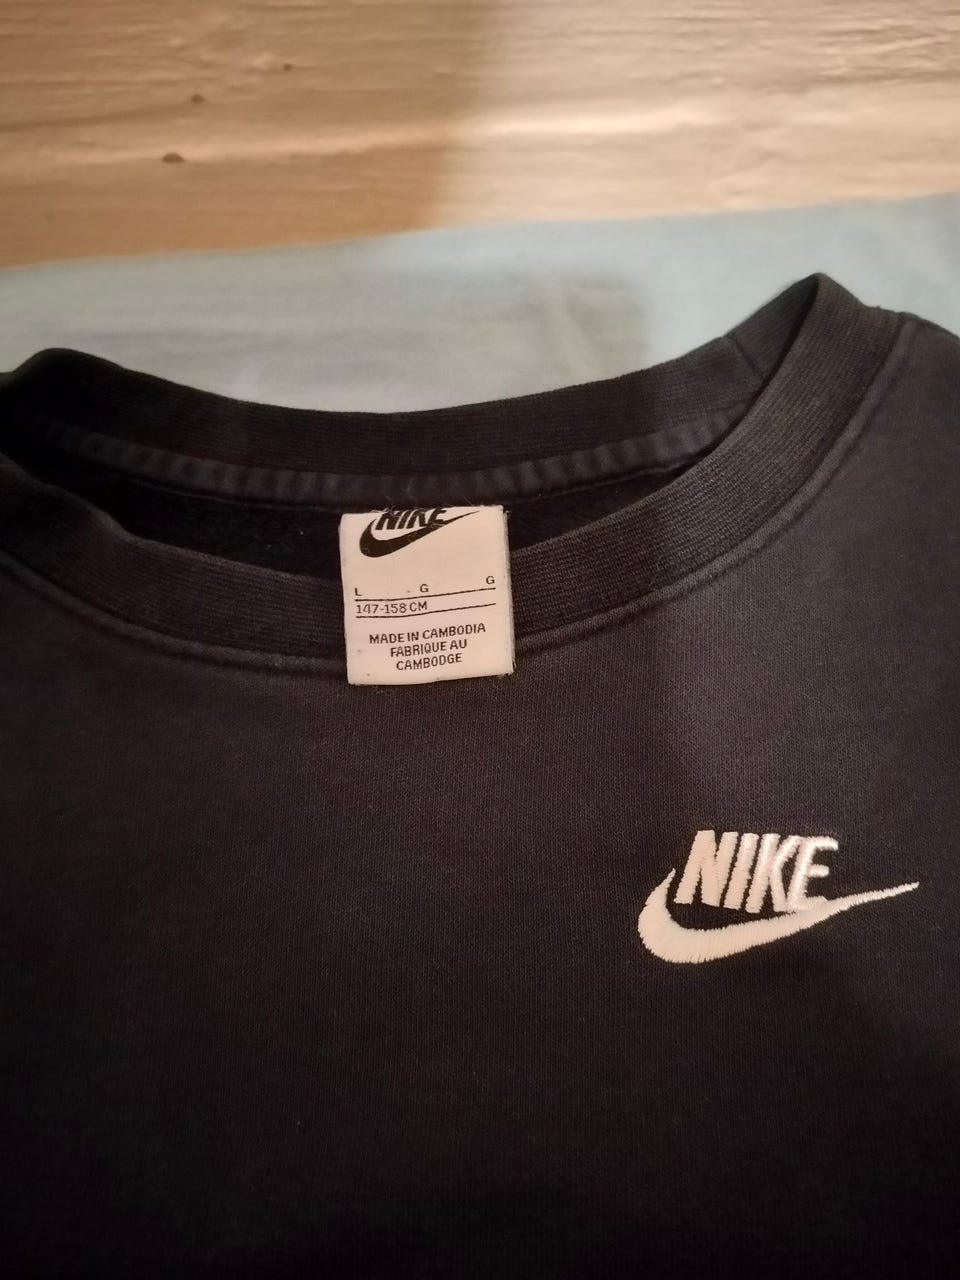 NIKE
L G G
147-158 CM
MADE IN CAMBODIA
FABRIQUE AU
CAMBODGE
NIKE